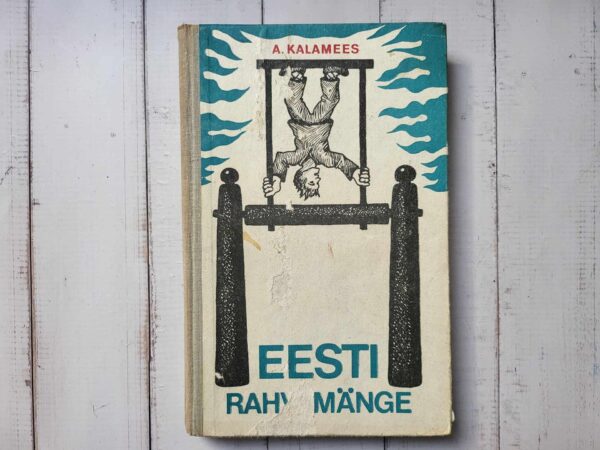 A. KALAMEES
EESTI
RAHV MÄNGE